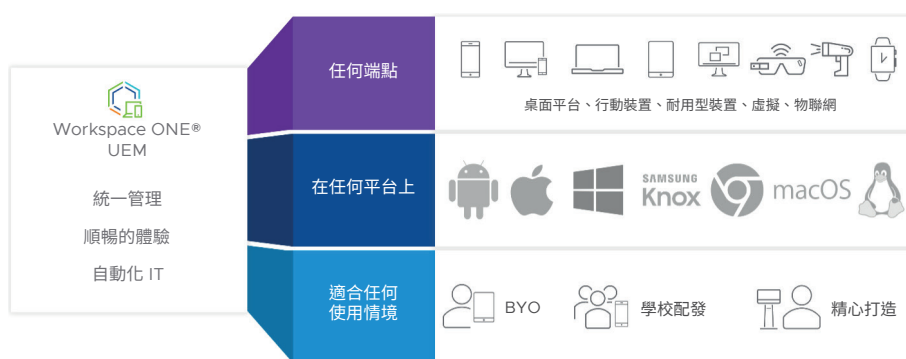 Workspace ONE®
UEM
統一管理
順暢的體驗
自動化 IT
任何端點
桌面平台、行動裝置、耐用型裝置、虛擬、物聯網
在任何平台上
SAMSUNG
Knox
macOS
適合任何
使用情境
BYO
學校配發
精心打造